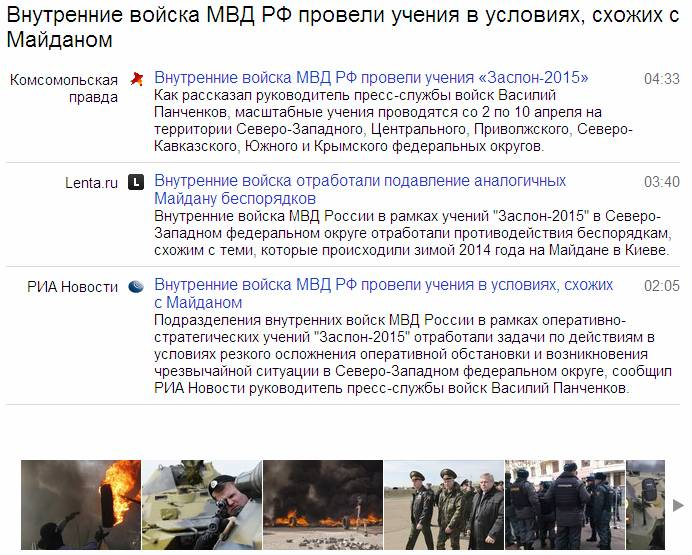 Внутренние войска МВД РФ провели учения в условиях, схожих с
Майданом
Комсомольская
правда
Внутренние войска МВД РФ провели учения «Заслон-2015»
04:33
Как рассказал руководитель пресс-службы войск Василий
Панченков, масштабные учения проводятся со 2 по 10 апреля на
территории Северо-Западного, Центрального, Приволжского, Северо-
Кавказского, Южного и Крымского федеральных округов.
Lenta.ru
L
Внутренние войска отработали подавление аналогичных
Майдану беспорядков
03:40
Внутренние войска МВД России в рамках учений "Заслон-2015" в Северо-
Западном федеральном округе отработали противодействия беспорядкам,
схожим с теми, которые происходили зимой 2014 года на Майдане в Киеве.
РИА Новости
Внутренние войска МВД РФ провели учения в условиях, схожих
с Майданом
02:05
Подразделения внутренних войск МВД России в рамках оперативно-
стратегических учений "Заслон-2015" отработали задачи по действиям в
условиях резкого осложнения оперативной обстановки и возникновения
чрезвычайной ситуации в Северо-Западном федеральном округе, сообщил
РИА Новости руководитель пресс-службы войск Василий Панченков.